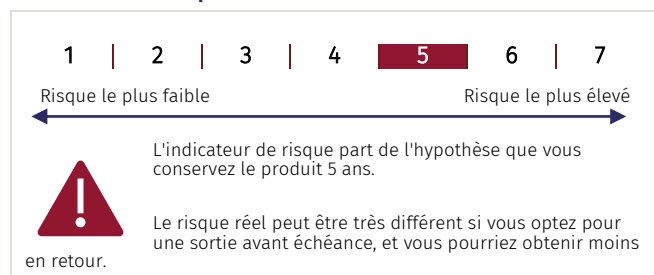 1 | 2 | 3 | 4 | 5 | 6 | 7
Risque le plus faible Risque le plus élevé
L'indicateur de risque part de l'hypothèse que vous
conservez le produit 5 ans.
Le risque réel peut être très différent si vous optez pour
une sortie avant échéance, et vous pourriez obtenir moins
en retour.